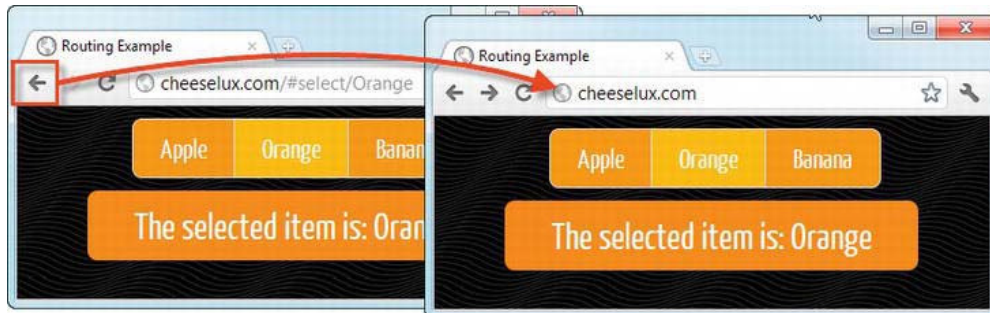 Routing Example
cheeselux.com/#select/Orange
Apple
Orange
Banan
The selected item is: Oran
Routing Example
cheeselux.com
Apple
Orange
Banana
The selected item is: Orange